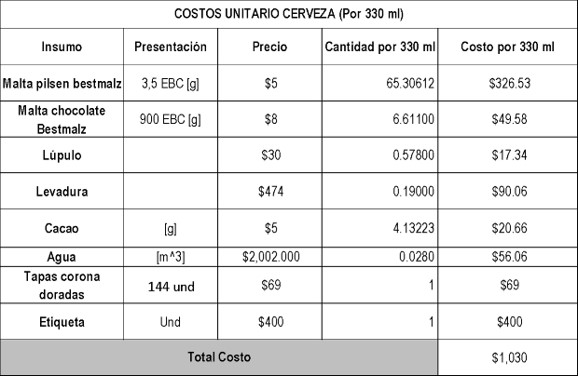 COSTOS UNITARIO CERVEZA (Por 330 ml)
Insumo Presentación Precio Cantidad por 330 ml Costo por 330 ml
Malta pilsen bestmalz 3,5 EBC [g] $5 65.30612 $326.53
Malta chocolate Bestmalz 900 EBC [g] $8 6.61100 $49.58
Lúpulo $30 0.57800 $17.34
Levadura $474 0.19000 $90.06
Cacao [g] $5 4.13223 $20.66
Agua [m^3] $2,002.000 0.0280 $56.06
Tapas corona doradas 144 und $69 1 $69
Etiqueta Und $400 1 $400
Total Costo $1,030